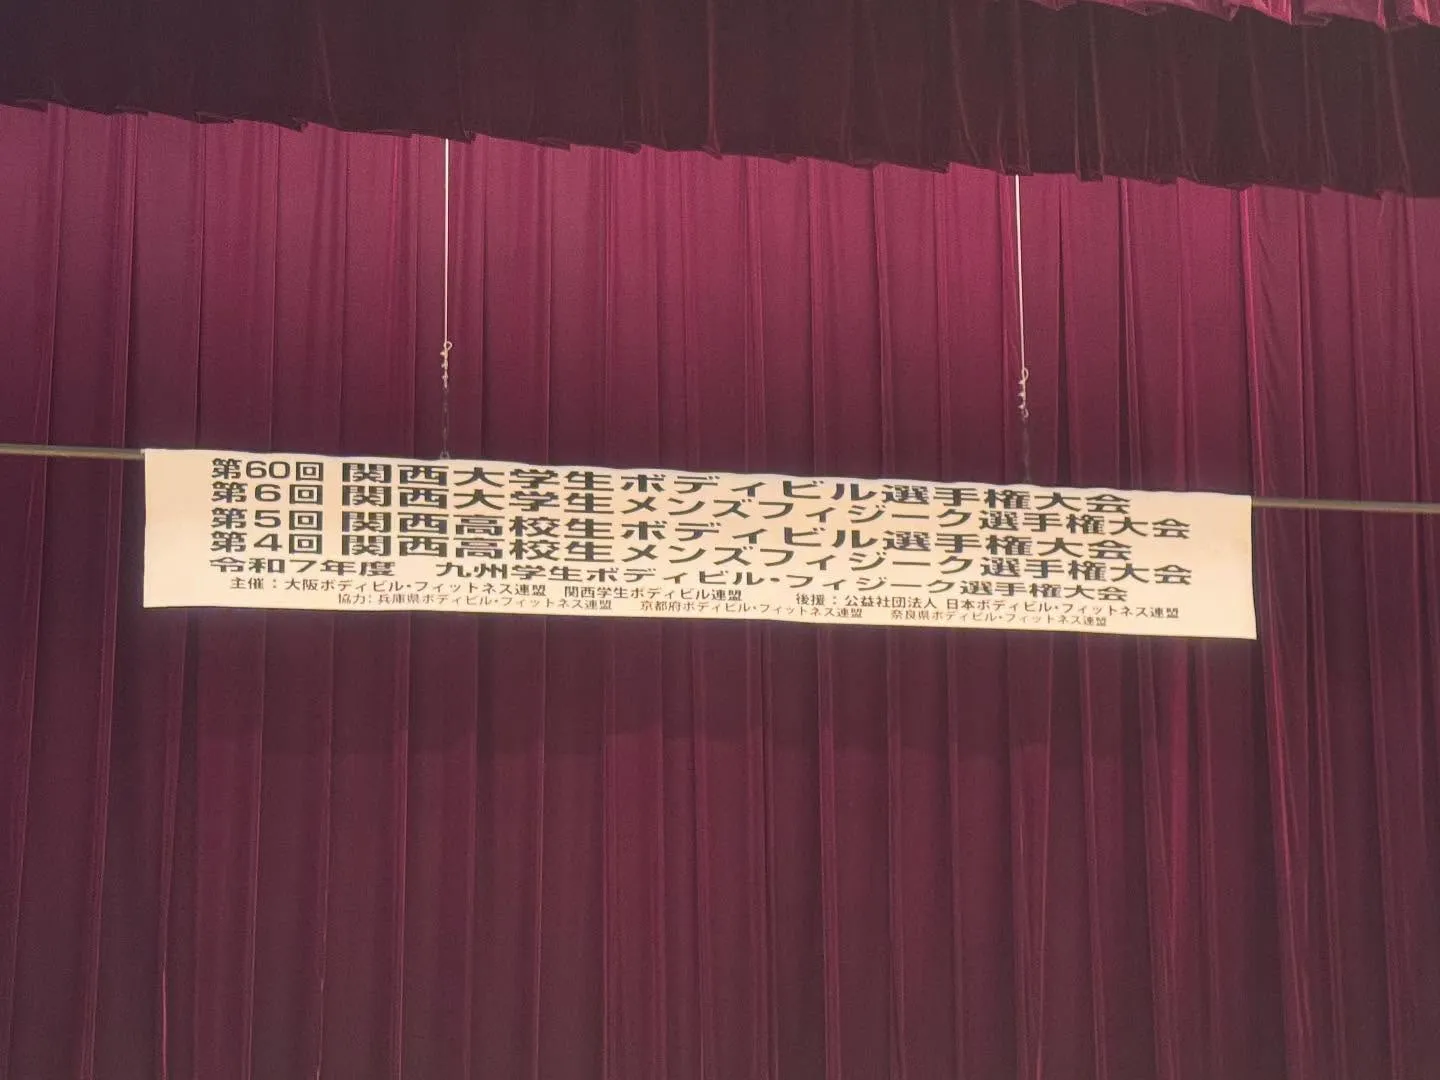 第60回 関西大学生ボディビル選手権大会
第6回 関西大学生メンズフィジーク選手権大会
第5回 関西高校生ボディビル選手権大会
第4回 関西高校生メンズフィジーク選手権大会
令和7年度 九州学生ボディビル・フィジーク選手権大会
主催：大阪ボディビル・フィットネス連盟 関西学生ボディビル連盟 後援：公益社団法人 日本ボディビル・フィットネス連盟
協力：兵庫県ボディビル・フィットネス連盟 京都府ボディビル・フィットネス連盟 奈良県ボディビル・フィットネス連盟